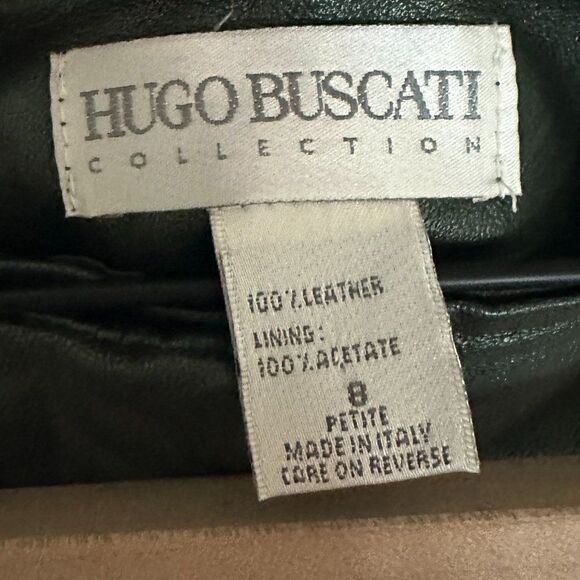 HUGO BUSCATI
COLLECTION
100% LEATHER
LINING:
100% ACETATE
8
PETITE
MADE IN ITALY
CARE ON REVERSE